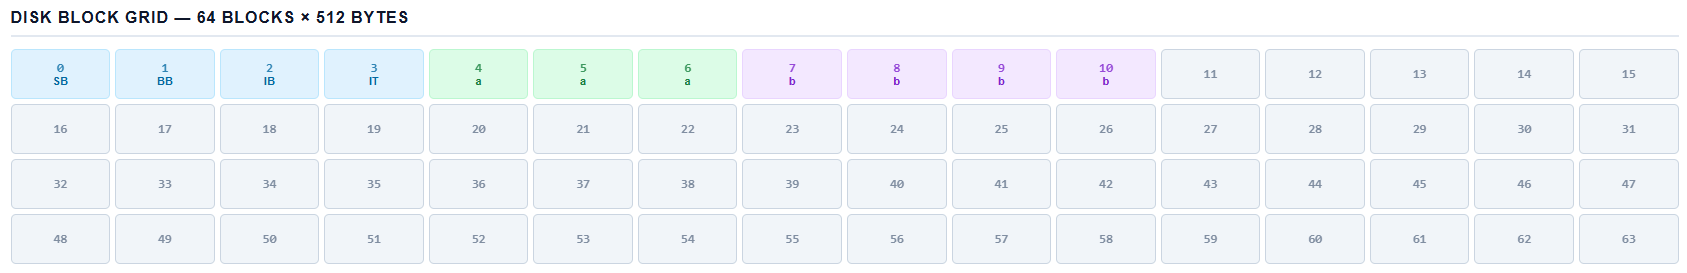 DISK BLOCK GRID — 64 BLOCKS × 512 BYTES
0 1 2 3 4 5 6 7 8 9 10 11 12 13 14 15
SB BB IB IT a a a b b b b
16 17 18 19 20 21 22 23 24 25 26 27 28 29 30 31
32 33 34 35 36 37 38 39 40 41 42 43 44 45 46 47
48 49 50 51 52 53 54 55 56 57 58 59 60 61 62 63